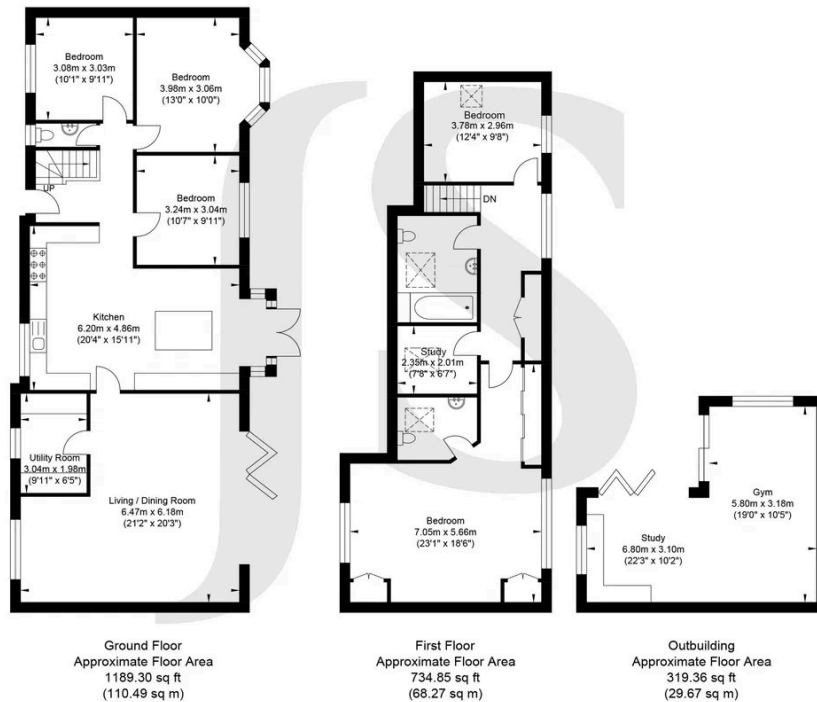 Bedroom
3.08m x 3.03m
(10'1" x 9'11")
Bedroom
3.98m x 3.06m
(13'0" x 10'0")
UP
Bedroom
3.24m x 3.04m
(10'7" x 9'11")
Kitchen
6.20m x 4.86m
(20'4" x 15'11")
Utility Room
3.04m x 1.98m
(9'11" x 6'5")
Living / Dining Room
6.47m x 6.18m
(21'2" x 20'3")
Ground Floor
Approximate Floor Area
1189.30 sq ft
(110.49 sq m)
Bedroom
3.78m x 2.96m
(12'4" x 9'8")
DN
Study
2.35m x 2.01m
(7'8" x 6'7")
Bedroom
7.05m x 5.66m
(23'1" x 18'6")
First Floor
Approximate Floor Area
734.85 sq ft
(68.27 sq m)
Gym
5.80m x 3.18m
(19'0" x 10'5")
Study
6.80m x 3.10m
(22'3" x 10'2")
Outbuilding
Approximate Floor Area
319.36 sq ft
(29.67 sq m)
JS